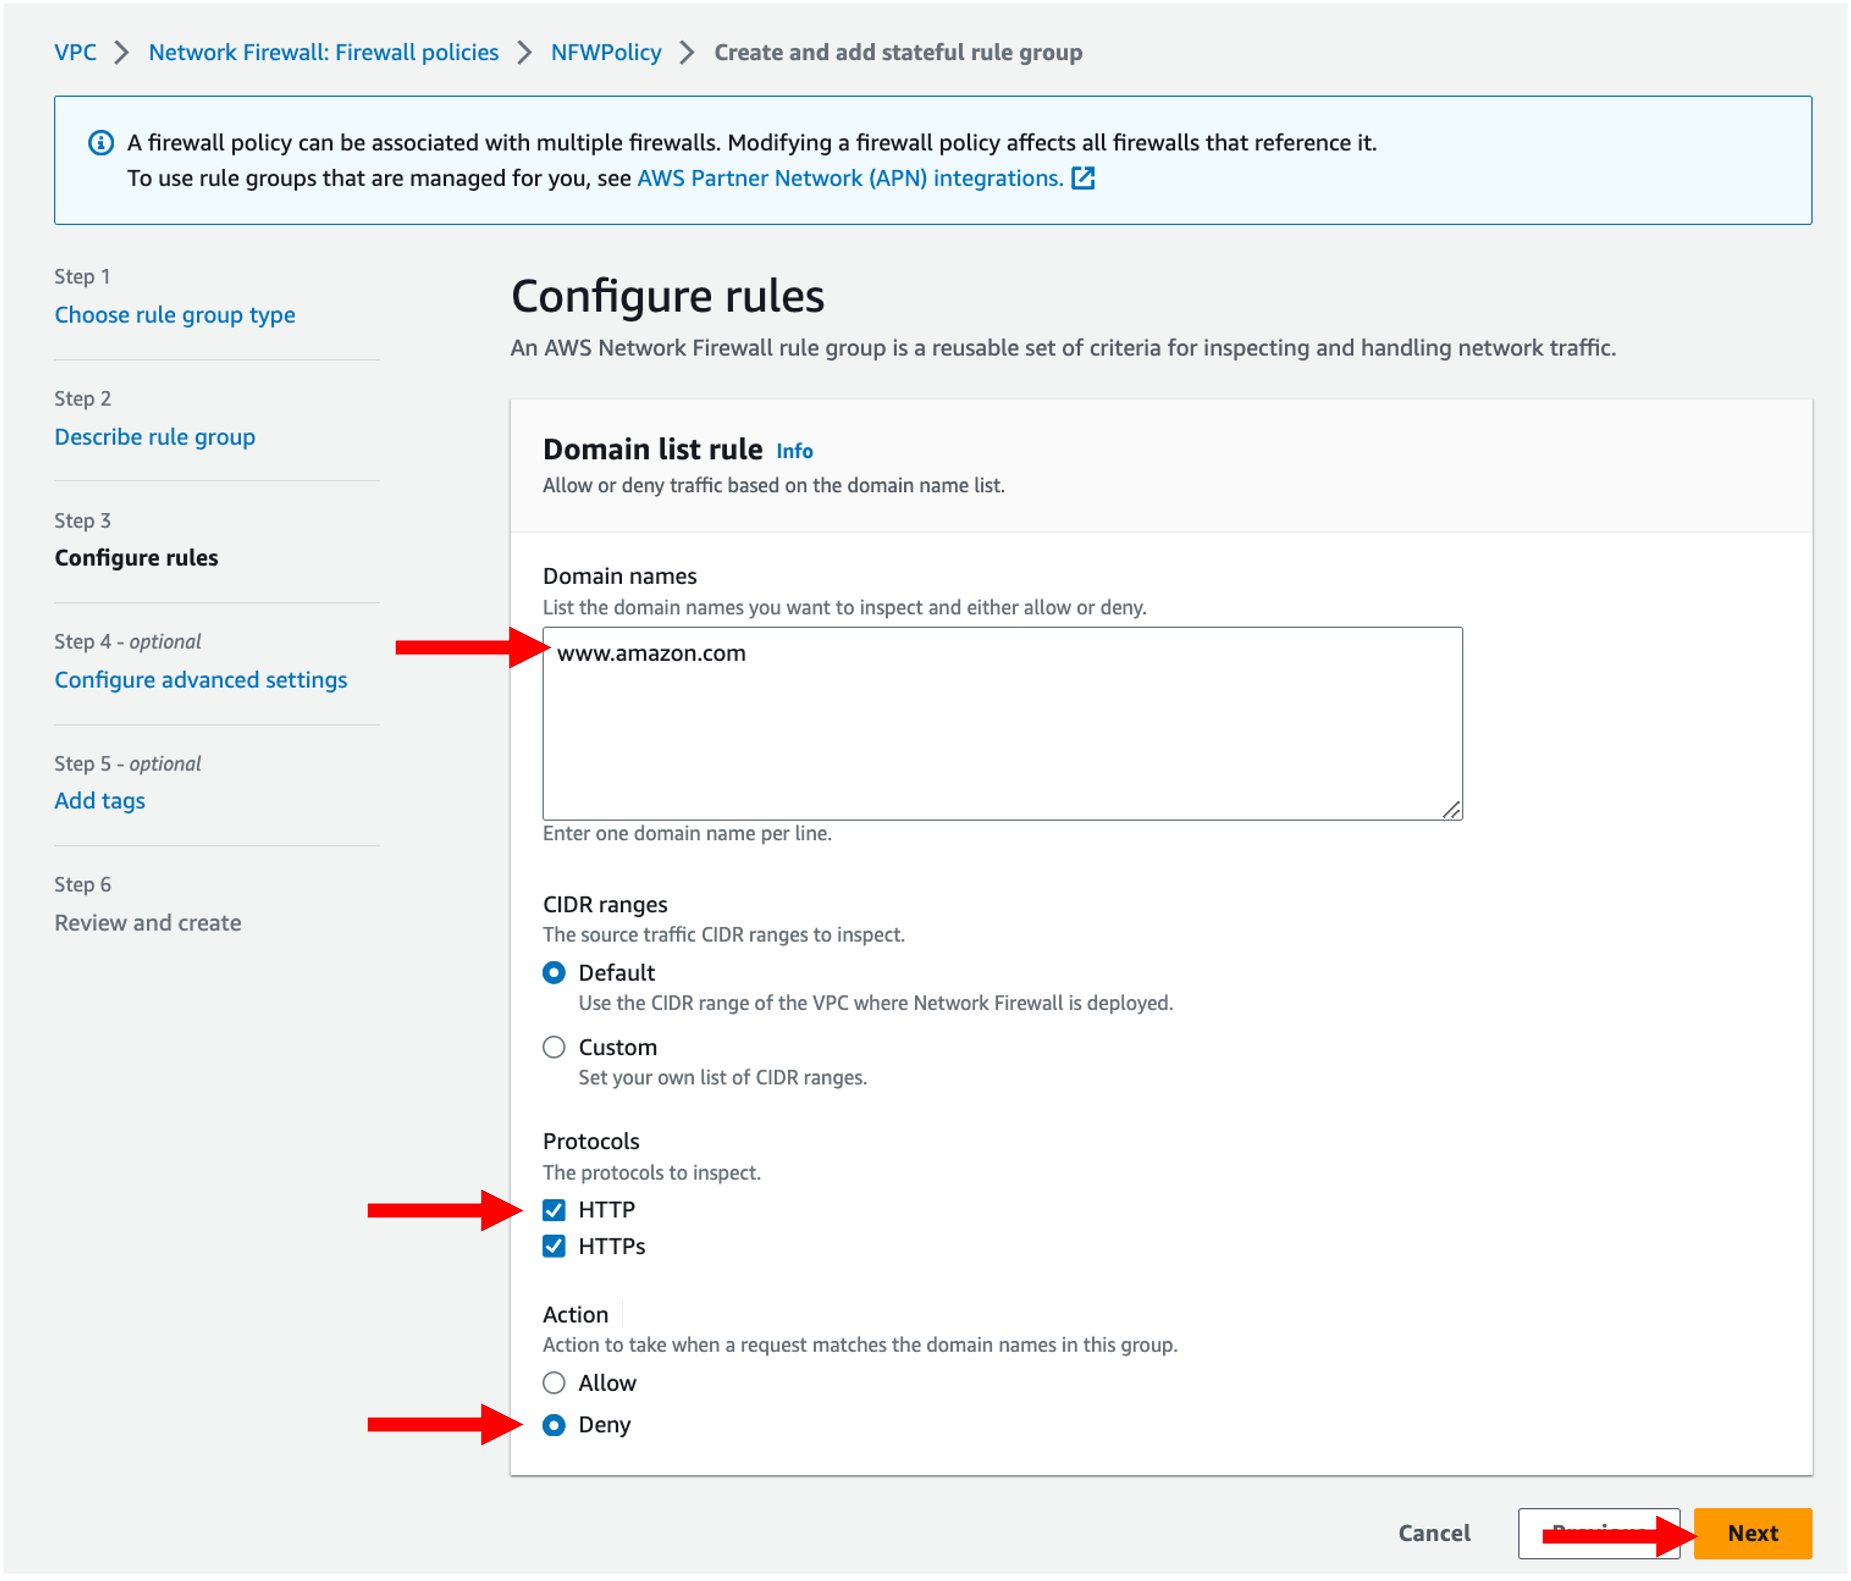 VPC > Network Firewall: Firewall policies > NFWPolicy > Create and add stateful rule group
A firewall policy can be associated with multiple firewalls. Modifying a firewall policy affects all firewalls that reference it.
To use rule groups that are managed for you, see AWS Partner Network (APN) integrations.
Step 1
Choose rule group type
Step 2
Describe rule group
Step 3
Configure rules
Step 4 - optional
Configure advanced settings
Step 5 - optional
Add tags
Step 6
Review and create
Configure rules
An AWS Network Firewall rule group is a reusable set of criteria for inspecting and handling network traffic.
Domain list rule Info
Allow or deny traffic based on the domain name list.
Domain names
List the domain names you want to inspect and either allow or deny.
www.amazon.com
Enter one domain name per line.
CIDR ranges
The source traffic CIDR ranges to inspect.
Default
Use the CIDR range of the VPC where Network Firewall is deployed.
Custom
Set your own list of CIDR ranges.
Protocols
The protocols to inspect.
HTTP
HTTPs
Action
Action to take when a request matches the domain names in this group.
Allow
Deny
Cancel
Next